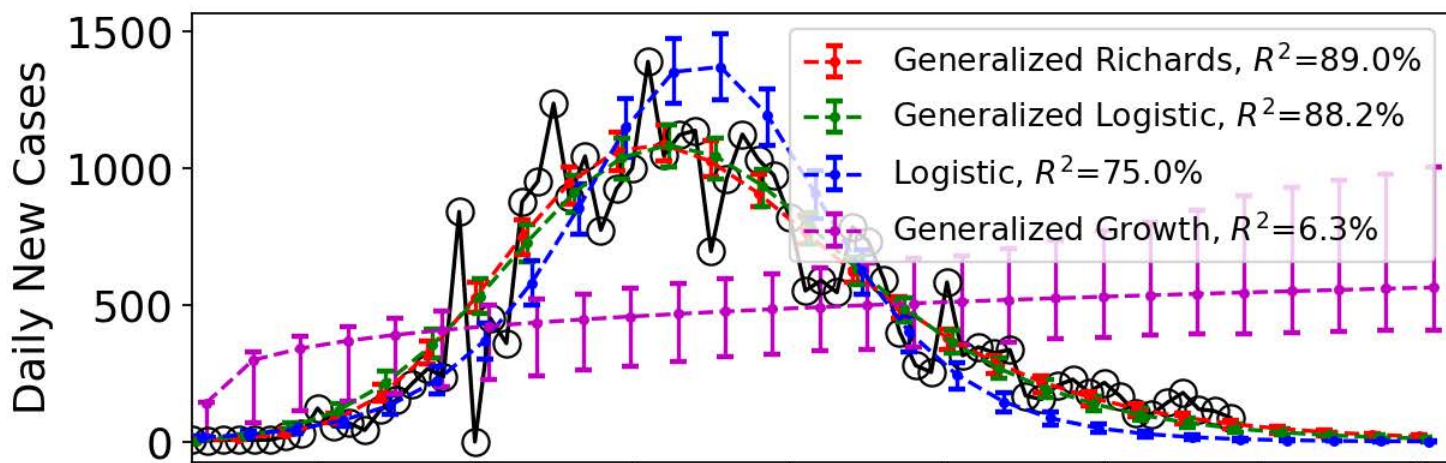 Daily New Cases
1500
1000
500
0
Generalized Richards, R²=89.0%
Generalized Logistic, R²=88.2%
Logistic, R²=75.0%
Generalized Growth, R²=6.3%